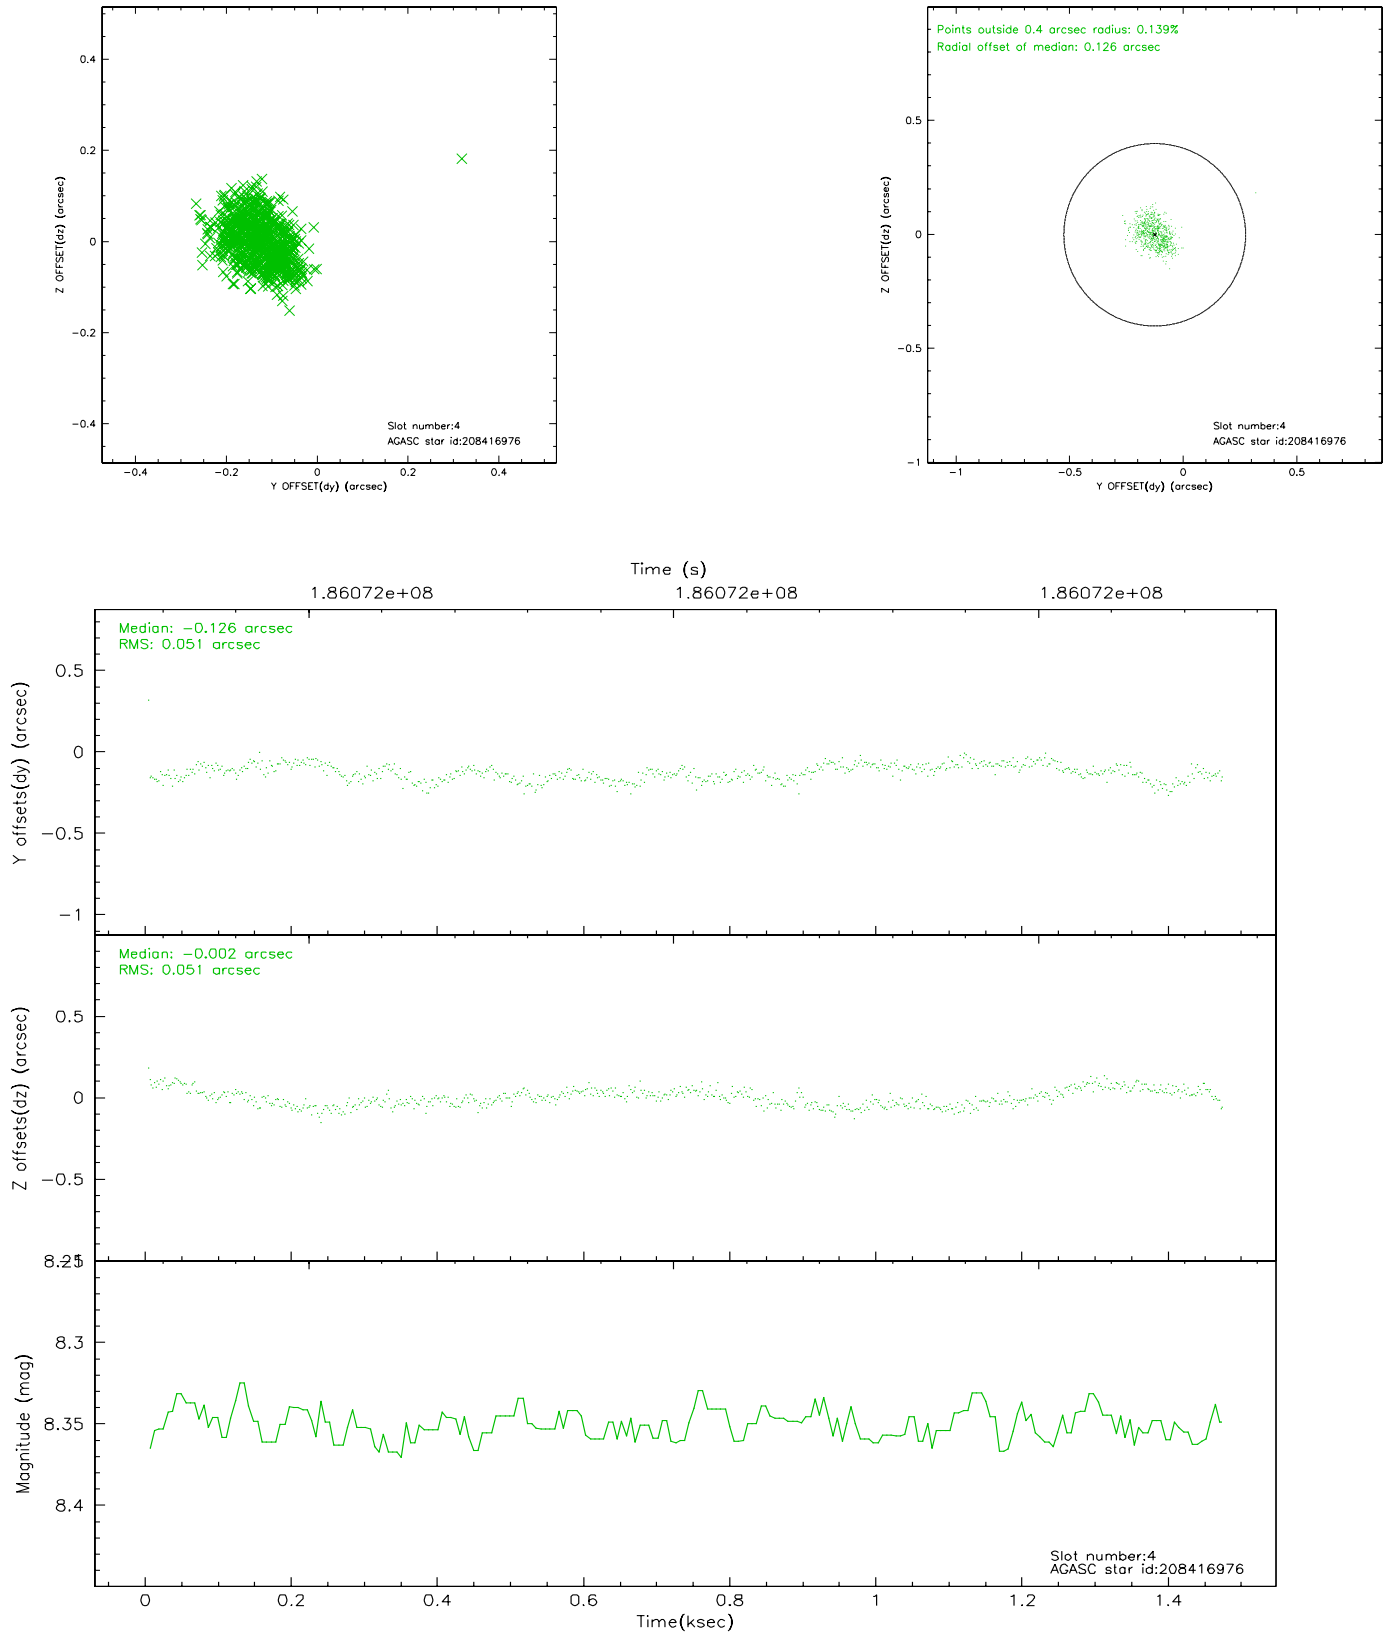 0.4
0.2
0
−0.2
−0.4
Z OFFSET(dz) (arcsec)
−0.4 −0.2 0 0.2 0.4
Y OFFSET(dy) (arcsec)
Slot number:4
AGASC star id:208416976
Points outside 0.4 arcsec radius: 0.139%
Radial offset of median: 0.126 arcsec
0.5
0
−0.5
−1
Z OFFSET(dz) (arcsec)
−1 −0.5 0 0.5
Y OFFSET(dy) (arcsec)
Slot number:4
AGASC star id:208416976
Time (s)
1.86072e+08 1.86072e+08 1.86072e+08
Median: −0.126 arcsec
RMS: 0.051 arcsec
0.5
0
−0.5
−1
Y offsets(dy) (arcsec)
Median: −0.002 arcsec
RMS: 0.051 arcsec
0.5
0
−0.5
Z offsets(dz) (arcsec)
8.3
8.35
8.4
Magnitude (mag)
Slot number:4
AGASC star id:208416976
0 0.2 0.4 0.6 0.8 1 1.2 1.4
Time(ksec)